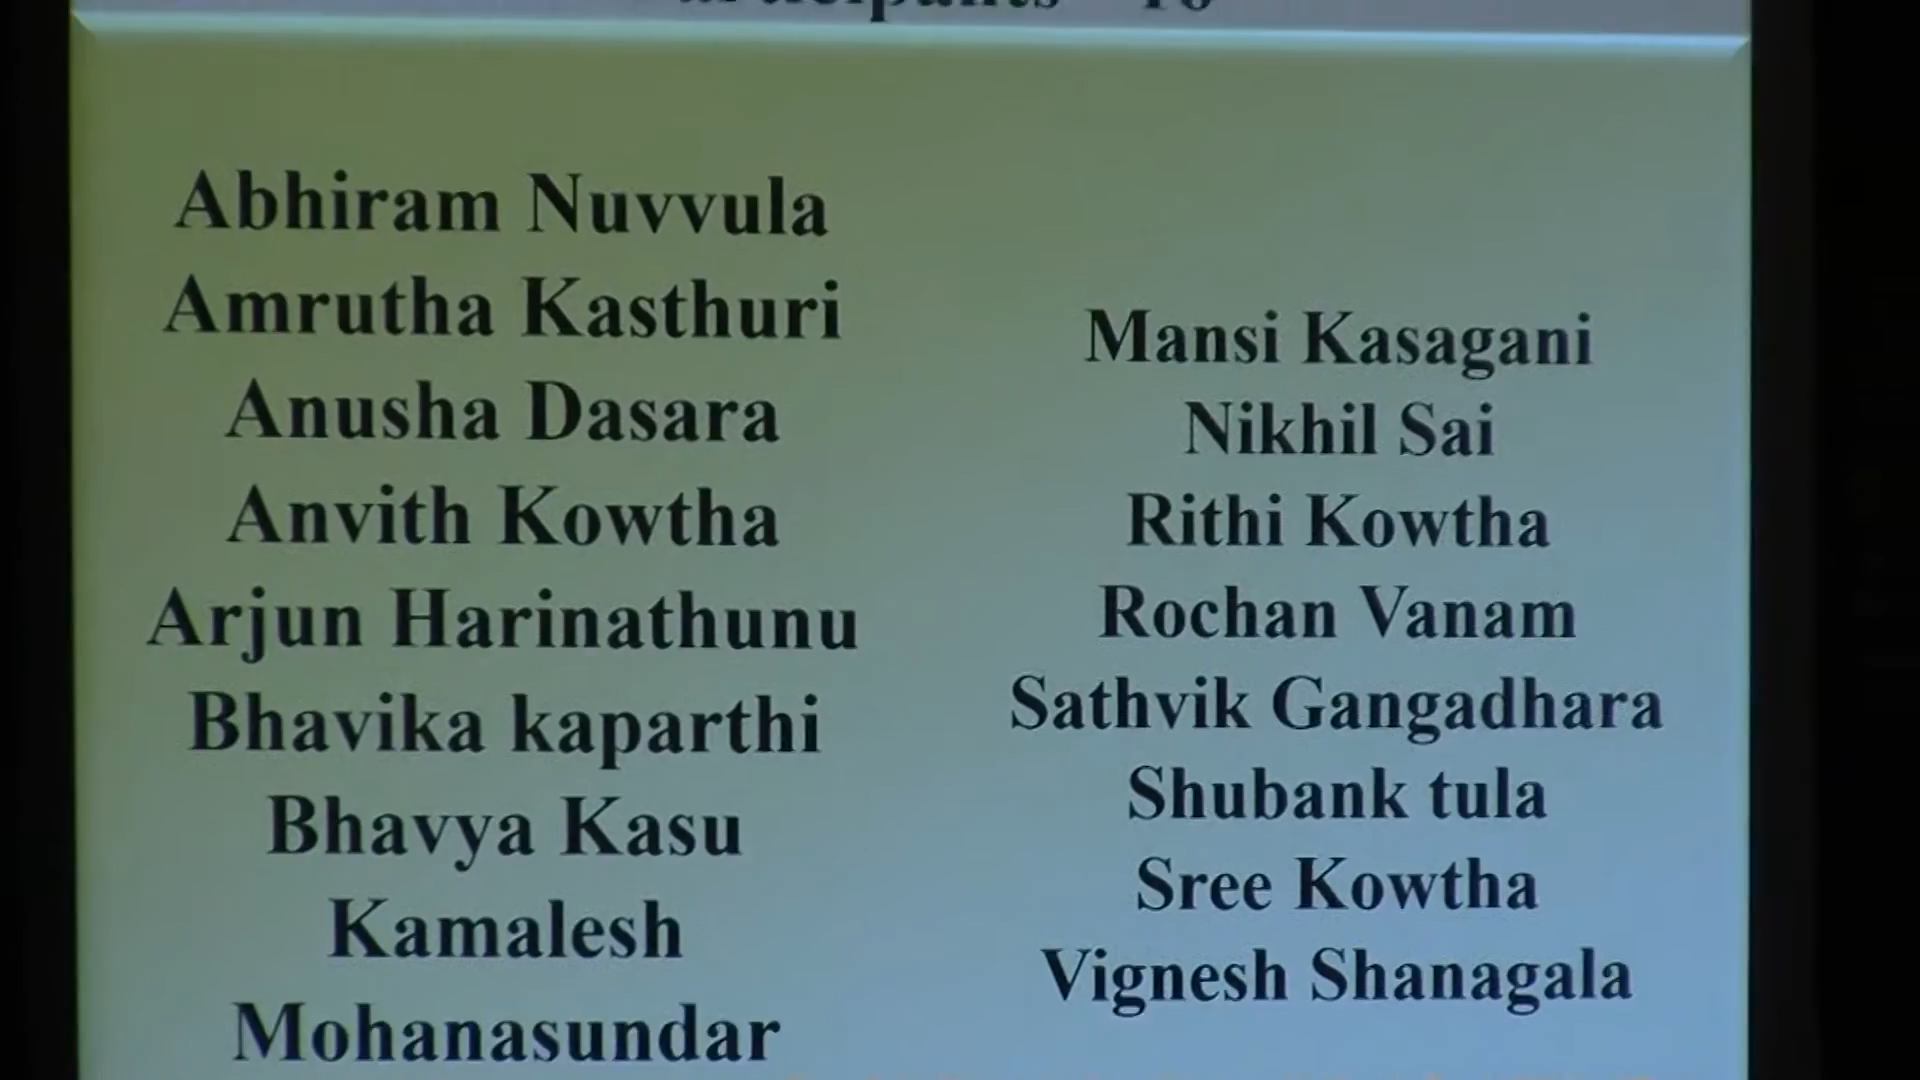 Abhiram Nuvvula
Amrutha Kasthuri
Anusha Dasara
Anvith Kowtha
Arjun Harinathunu
Bhavika kaparthi
Bhavya Kasu
Kamalesh
Mohanasundar
Mansi Kasagani
Nikhil Sai
Rithi Kowtha
Rochan Vanam
Sathvik Gangadhara
Shubank tula
Sree Kowtha
Vignesh Shanagala